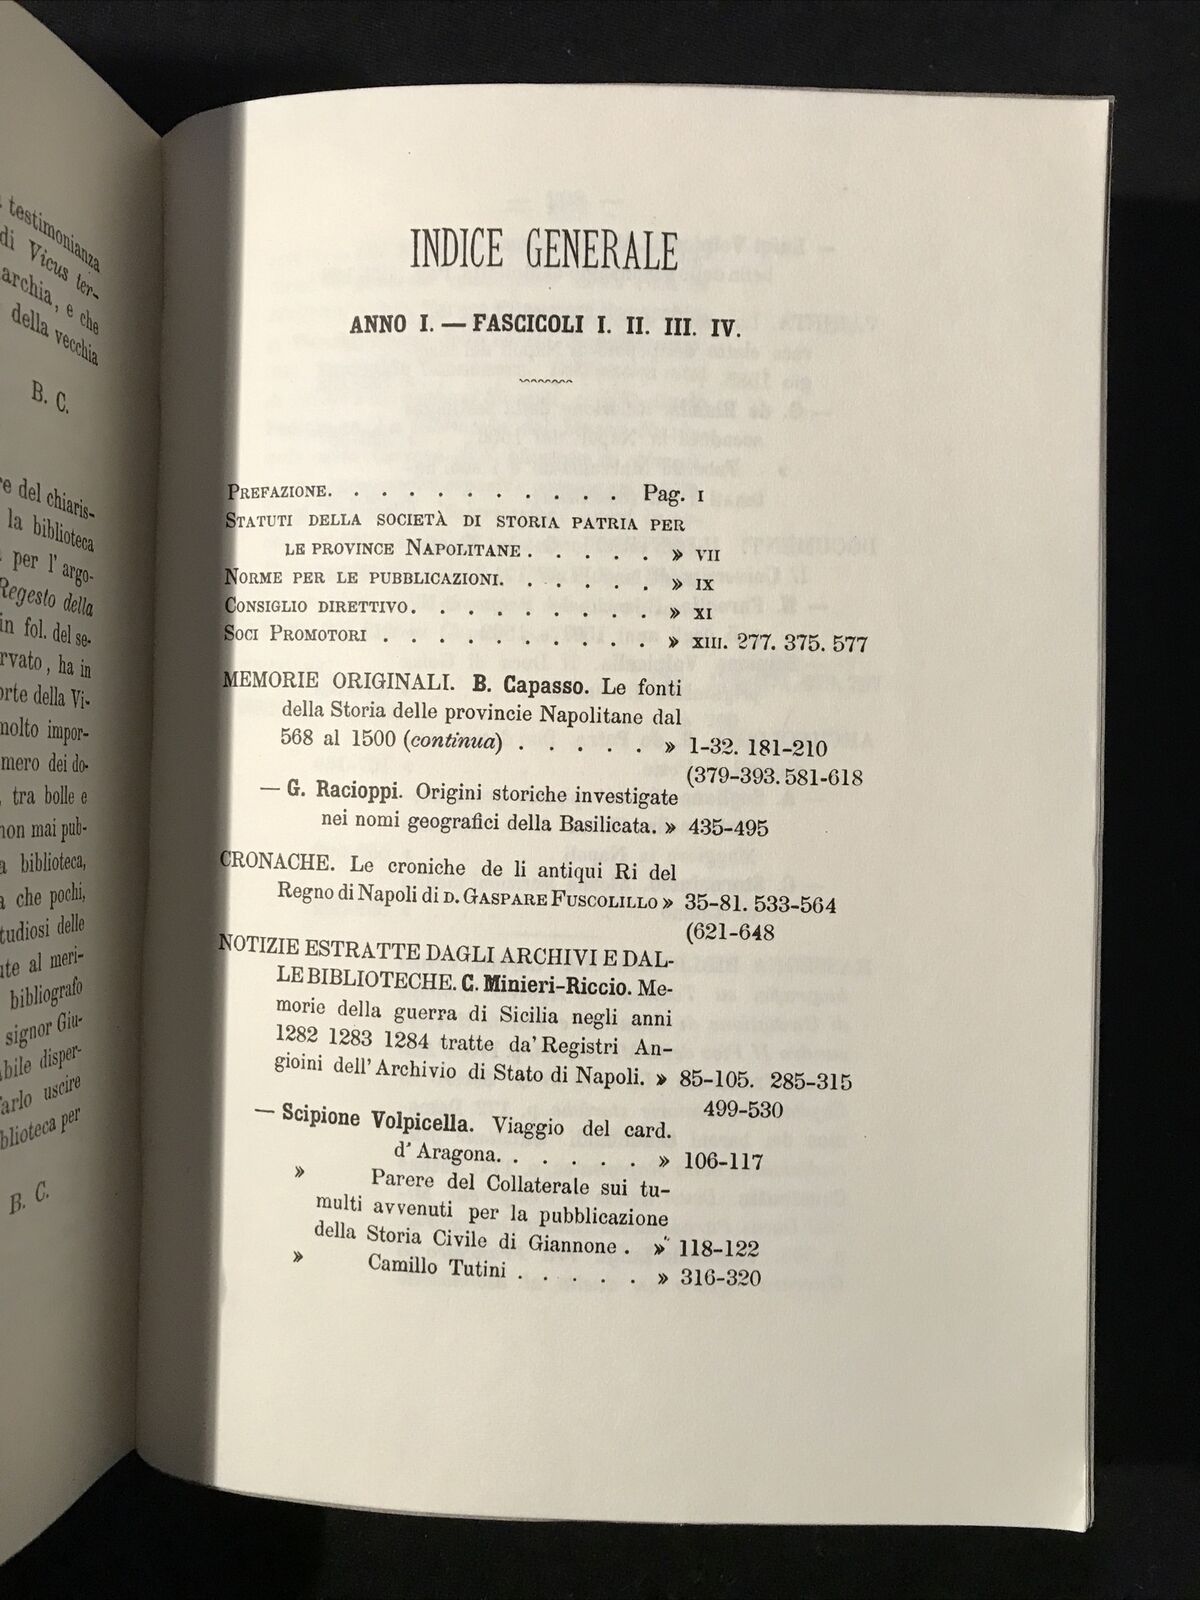 testimonianza
di Vicus ter-
archia, e che
della vecchia
B. C.
re del chiaris-
la biblioteca
per l'argo-
Regesto della
in fol. del se-
rvato, ha in
orte della Vi-
molto impor-
mero dei do-
, tra bolle e
non mai pub-
a biblioteca,
a che pochi,
tudiosi delle
nte al meri-
bibliografo
signor Giu-
abile disper-
farlo uscire
blioteca per
B. C.
INDICE GENERALE
ANNO I. — FASCICOLI I. II. III. IV.
PREFAZIONE. . . . . . . . . . . Pag. I
STATUTI DELLA SOCIETÀ DI STORIA PATRIA PER
LE PROVINCE NAPOLITANE . . . . . » VII
NORME PER LE PUBBLICAZIONI. . . . . . » IX
CONSIGLIO DIRETTIVO. . . . . . . . . » XI
SOCI PROMOTORI . . . . . . . . . . » XIII. 277. 375. 577
MEMORIE ORIGINALI. B. Capasso. Le fonti
della Storia delle provincie Napolitane dal
568 al 1500 (continua) . . . . . » 1-32. 181-210
(379-393. 581-618
— G. Racioppi. Origini storiche investigate
nei nomi geografici della Basilicata. » 435-495
CRONACHE. Le croniche de li antiqui Ri del
Regno di Napoli di D. GASPARE FUSCOLILLO » 35-81. 533-564
(621-648
NOTIZIE ESTRATTE DAGLI ARCHIVI E DAL-
LE BIBLIOTECHE. C. Minieri-Riccio. Me-
morie della guerra di Sicilia negli anni
1282 1283 1284 tratte da' Registri An-
gioini dell' Archivio di Stato di Napoli. » 85-105. 285-315
499-530
— Scipione Volpicella. Viaggio del card.
d' Aragona. . . . . . » 106-117
» Parere del Collaterale sui tu-
multi avvenuti per la pubblicazione
della Storia Civile di Giannone . » 118-122
» Camillo Tutini . . . . . » 316-320